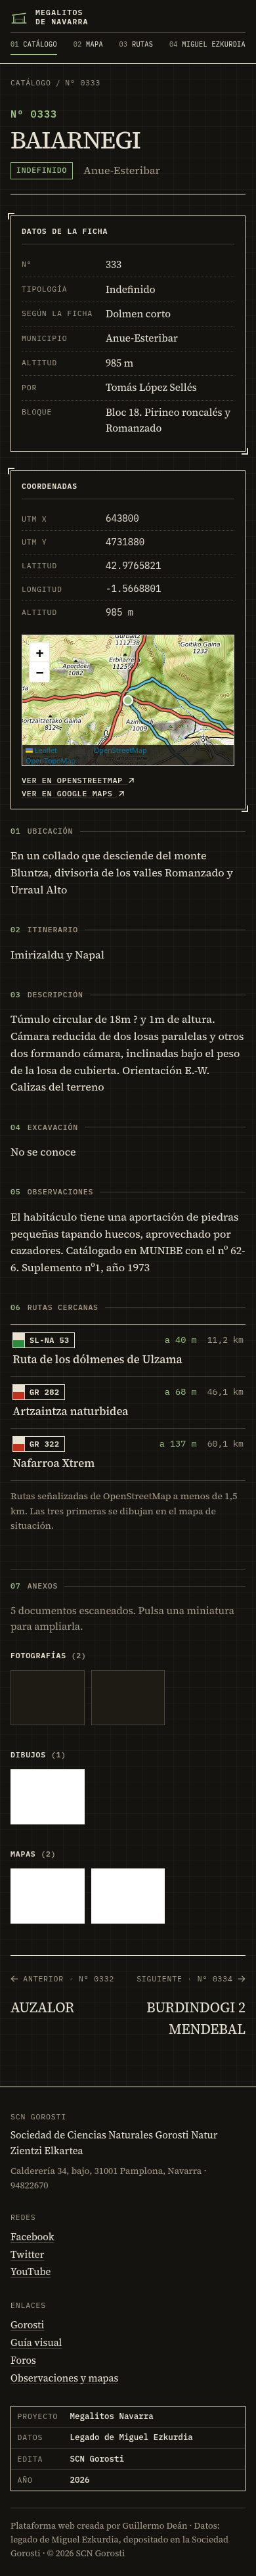 MEGALITOS
DE NAVARRA
01 CATÁLOGO 02 MAPA 03 RUTAS 04 MIGUEL EZKURDIA
CATÁLOGO / Nº 0333
Nº 0333
BAIARNEGI
INDEFINIDO Anue-Esteribar
DATOS DE LA FICHA
Nº 333
TIPOLOGÍA Indefinido
SEGÚN LA FICHA Dolmen corto
MUNICIPIO Anue-Esteribar
ALTITUD 985 m
POR Tomás López Sellés
BLOQUE Bloc 18. Pirineo roncalés y
Romanzado
COORDENADAS
UTM X 643800
UTM Y 4731880
LATITUD 42.9765821
LONGITUD -1.5668801
ALTITUD 985 m
+
−
1112.38
Goitiko Gaina
1232
Erbilarre
1125.4
Apardoki
1082
812
1009
Leaflet OpenStreetMap
OpenTopoMap
VER EN OPENSTREETMAP ↗
VER EN GOOGLE MAPS ↗
01 UBICACIÓN
En un collado que desciende del monte
Bluntza, divisoria de los valles Romanzado y
Urraul Alto
02 ITINERARIO
Imirizaldu y Napal
03 DESCRIPCIÓN
Túmulo circular de 18m ? y 1m de altura.
Cámara reducida de dos losas paralelas y otros
dos formando cámara, inclinadas bajo el peso
de la losa de cubierta. Orientación E.-W.
Calizas del terreno
04 EXCAVACIÓN
No se conoce
05 OBSERVACIONES
El habitáculo tiene una aportación de piedras
pequeñas tapando huecos, aprovechado por
cazadores. Catálogado en MUNIBE con el nº 62-
6. Suplemento nº1, año 1973
06 RUTAS CERCANAS
SL-NA 53 a 40 m 11,2 km
Ruta de los dólmenes de Ulzama
GR 282 a 68 m 46,1 km
Artzaintza naturbidea
GR 322 a 137 m 60,1 km
Nafarroa Xtrem
Rutas señalizadas de OpenStreetMap a menos de 1,5
km. Las tres primeras se dibujan en el mapa de
situación.
07 ANEXOS
5 documentos escaneados. Pulsa una miniatura
para ampliarla.
FOTOGRAFÍAS (2)
DIBUJOS (1)
MAPAS (2)
← ANTERIOR · Nº 0332 SIGUIENTE · Nº 0334 →
AUZALOR BURDINDOGI 2
MENDEBAL
SCN GOROSTI
Sociedad de Ciencias Naturales Gorosti Natur
Zientzi Elkartea
Calderería 34, bajo, 31001 Pamplona, Navarra ·
94822670
REDES
Facebook
Twitter
YouTube
ENLACES
Gorosti
Guía visual
Foros
Observaciones y mapas
PROYECTO Megalitos Navarra
DATOS Legado de Miguel Ezkurdia
EDITA SCN Gorosti
AÑO 2026
Plataforma web creada por Guillermo Deán · Datos:
legado de Miguel Ezkurdia, depositado en la Sociedad
Gorosti · © 2026 SCN Gorosti